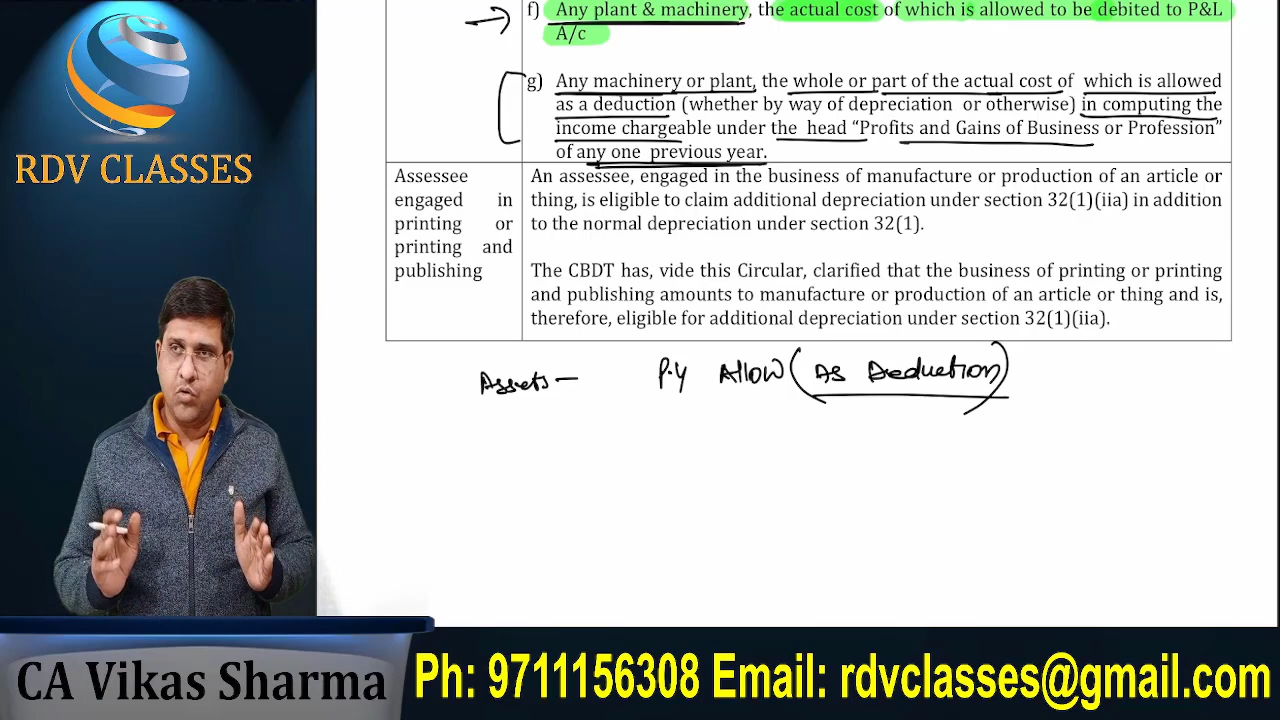 f) Any plant & machinery, the actual cost of which is allowed to be debited to P&L
A/c
g) Any machinery or plant, the whole or part of the actual cost of which is allowed
as a deduction (whether by way of depreciation or otherwise) in computing the
income chargeable under the head “Profits and Gains of Business or Profession”
of any one previous year.
RDV CLASSES
Assessee
engaged in
printing or
printing and
publishing
An assessee, engaged in the business of manufacture or production of an article or
thing, is eligible to claim additional depreciation under section 32(1)(iia) in addition
to the normal depreciation under section 32(1).
The CBDT has, vide this Circular, clarified that the business of printing or printing
and publishing amounts to manufacture or production of an article or thing and is,
therefore, eligible for additional depreciation under section 32(1)(iia).
Assets — P.Y Allow (As Deduction)
CA Vikas Sharma
Ph: 9711156308 Email: rdvclasses@gmail.com